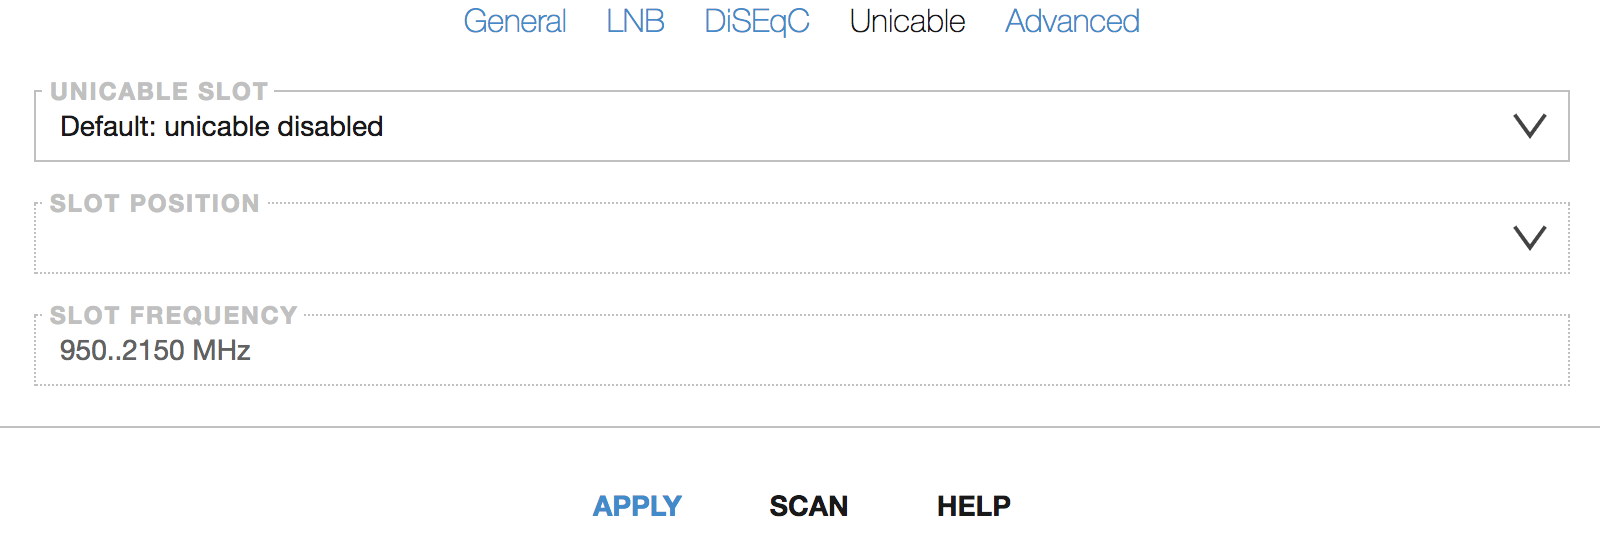 General LNB DiSEqC Unicable Advanced
UNICABLE SLOT
Default: unicable disabled
SLOT POSITION
SLOT FREQUENCY
950..2150 MHz
APPLY SCAN HELP